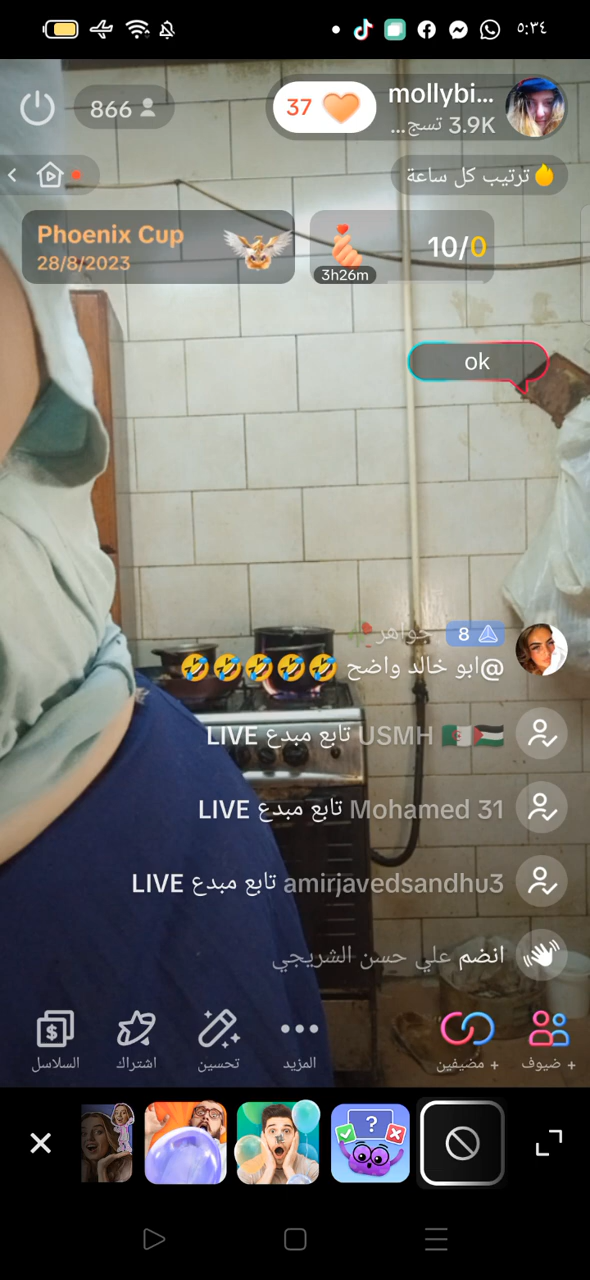 ٥:٣٤
mollybi...
3.9K تسج...
37
866
ترتيب كل ساعة
Phoenix Cup
28/8/2023
10/0
3h26m
ok
8 جواهر
@ابو خالد واضح 🤣🤣🤣🤣🤣
USMH تابع مبدع LIVE
Mohamed 31 تابع مبدع LIVE
amirjavedsandhu3 تابع مبدع LIVE
انضم علي حسن الشريجي
+ ضيوف
+ مضيفين
المزيد
تحسين
اشتراك
السلاسل